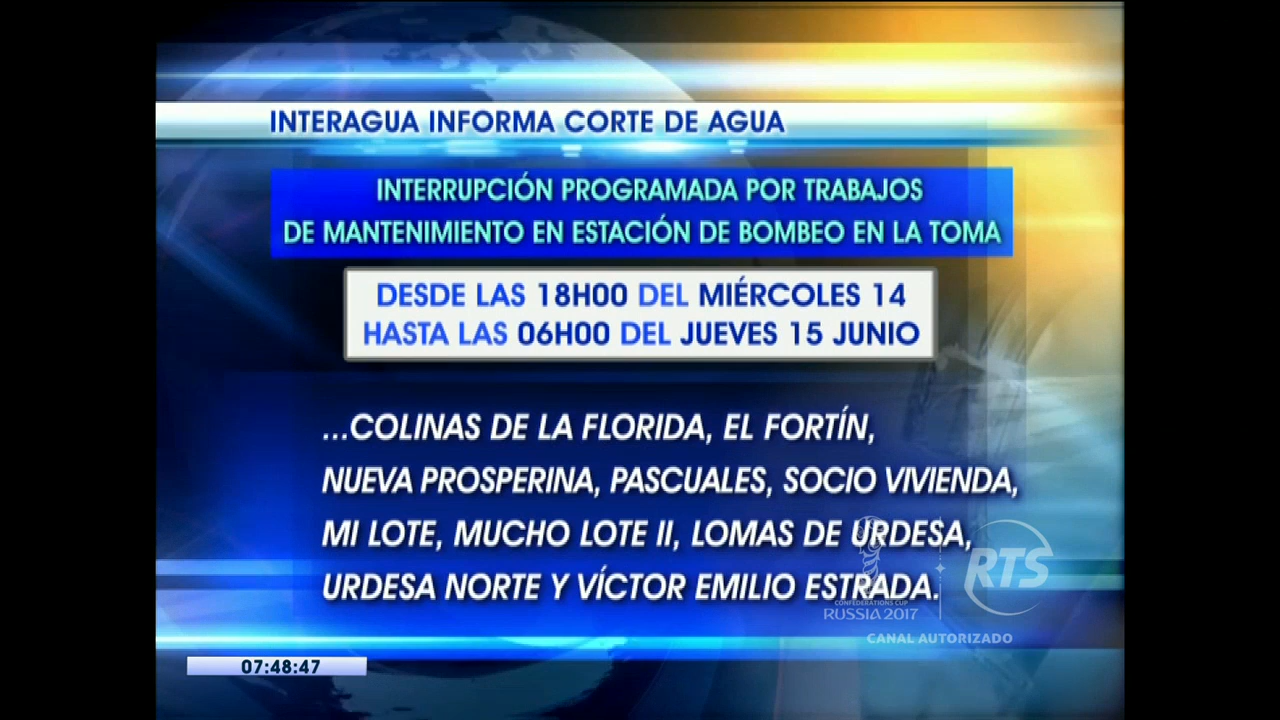 INTERAGUA INFORMA CORTE DE AGUA
INTERRUPCIÓN PROGRAMADA POR TRABAJOS
DE MANTENIMIENTO EN ESTACIÓN DE BOMBEO EN LA TOMA
DESDE LAS 18H00 DEL MIÉRCOLES 14
HASTA LAS 06H00 DEL JUEVES 15 JUNIO
...COLINAS DE LA FLORIDA, EL FORTÍN,
NUEVA PROSPERINA, PASCUALES, SOCIO VIVIENDA,
MI LOTE, MUCHO LOTE II, LOMAS DE URDESA,
URDESA NORTE Y VÍCTOR EMILIO ESTRADA.
RTS
CONFEDERATIONS CUP
RUSSIA 2017
CANAL AUTORIZADO
07:48:47